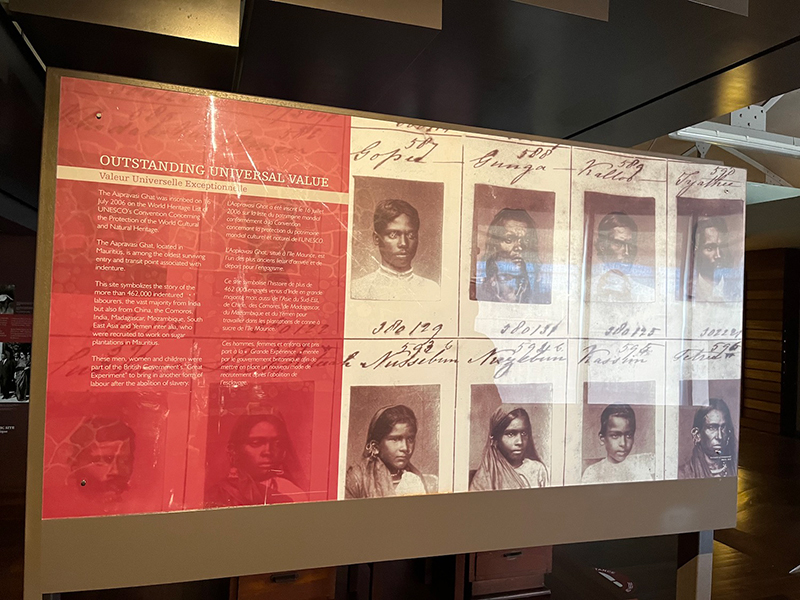 OUTSTANDING UNIVERSAL VALUE
Valeur Universelle Exceptionnelle
The Aapravasi Ghat was inscribed on 16
July 2006 on the World Heritage List of
UNESCO's Convention Concerning
the Protection of the World Cultural
and Natural Heritage.
The Aapravasi Ghat, located in
Mauritius, is among the oldest surviving
entry and transit point associated with
indenture.
This site symbolizes the story of the
more than 462,000 indentured
labourers, the vast majority from India
but also from China, the Comoros,
India, Madagascar, Mozambique, South
East Asia and Yemen inter alia, who
were recruited to work on sugar
plantations in Mauritius.
These men, women and children were
part of the British Government's "Great
Experiment" to bring in another form of
labour after the abolition of slavery.
L'Aapravasi Ghat a été inscrit le 16 juillet
2006 sur la liste du patrimoine mondial
conformément à la Convention
concernant la protection du patrimoine
mondial culturel et naturel de l'UNESCO
L'Aapravasi Ghat, situé à l'île Maurice, est
l'un des plus anciens lieux d'arrivée et de
départ pour l'engagisme.
Ce site symbolise l'histoire de plus de
462 000 engagés venus d'Inde en grande
majorité mais aussi de l'Asie du Sud-Est,
de Chine, des Comores, de Madagascar,
du Mozambique et du Yémen pour
travailler dans les plantations de canne à
sucre de l'île Maurice.
Ces hommes, femmes et enfants ont pris
part à la « Grande Expérience » menée
par le gouvernement britannique afin de
mettre en place un nouveau mode de
recrutement après l'abolition de
l'esclavage.
587 588 589 590
Gopee Gunga
380129
592 594 595 596
Nusseebun